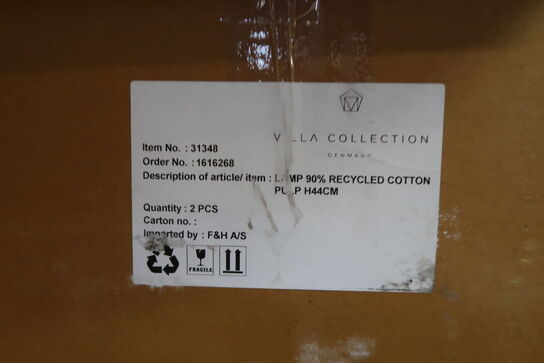 VILLA COLLECTION
DENMARK
Item No. : 31348
Order No. : 1616268
Description of article/ item : LAMP 90% RECYCLED COTTON
PULP H44CM
Quantity : 2 PCS
Carton no. :
Imported by : F&H A/S
FRAGILE